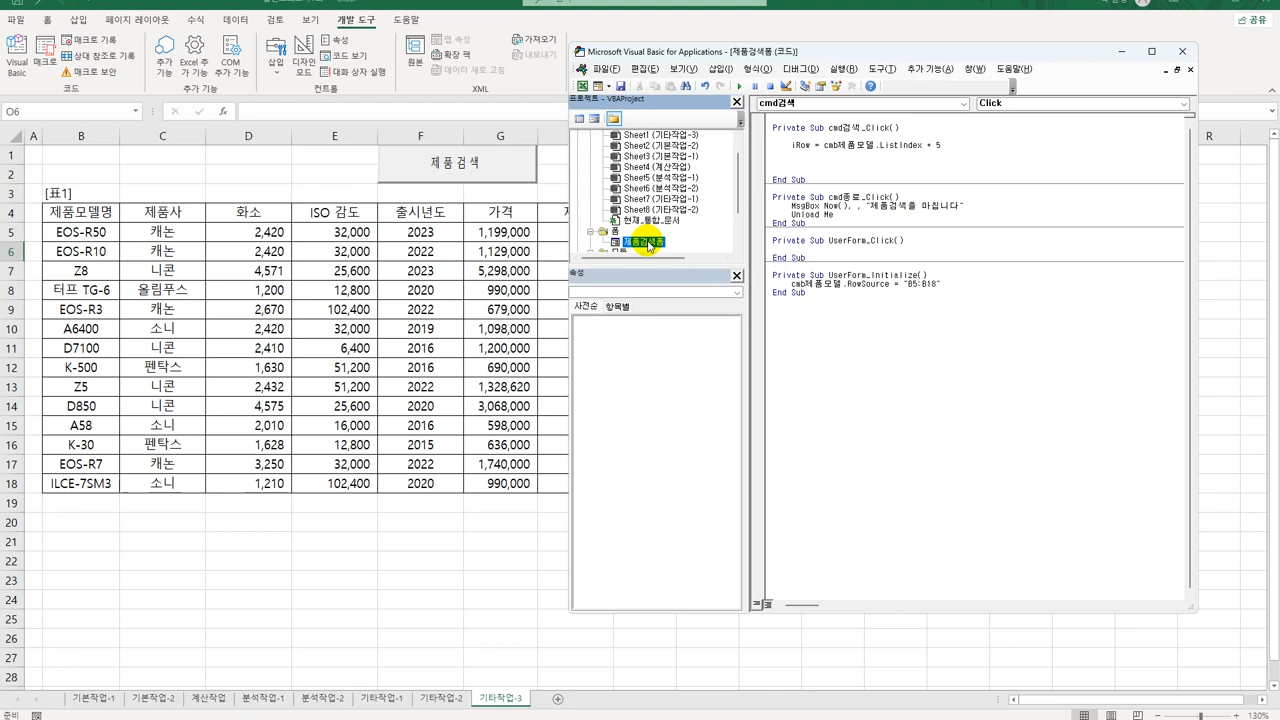 파일 홈 삽입 페이지 레이아웃 수식 데이터 검토 보기 개발 도구 도움말
공유
Visual Basic
매크로
매크로 기록
상대 참조로 기록
매크로 보안
코드
추가 기능
Excel 추가 기능
COM 추가 기능
추가 기능
삽입
디자인 모드
속성
코드 보기
대화 상자 실행
컨트롤
원본
맵 속성
확장 팩
데이터 새로 고침
가져오기
내보내기
XML
O6
A B C D E F G R
1 제품검색
2
3 [표1]
4 제품모델명 제품사 화소 ISO 감도 출시년도 가격
5 EOS-R50 캐논 2,420 32,000 2023 1,199,000
6 EOS-R10 캐논 2,420 32,000 2022 1,129,000
7 Z8 니콘 4,571 25,600 2023 5,298,000
8 터프 TG-6 올림푸스 1,200 12,800 2020 990,000
9 EOS-R3 캐논 2,670 102,400 2022 679,000
10 A6400 소니 2,420 32,000 2019 1,098,000
11 D7100 니콘 2,410 6,400 2016 1,200,000
12 K-500 펜탁스 1,630 51,200 2016 690,000
13 Z5 니콘 2,432 51,200 2022 1,328,620
14 D850 니콘 4,575 25,600 2020 3,068,000
15 A58 소니 2,010 16,000 2016 598,000
16 K-30 펜탁스 1,628 12,800 2015 636,000
17 EOS-R7 캐논 3,250 32,000 2022 1,740,000
18 ILCE-7SM3 소니 1,210 102,400 2020 990,000
19
20
21
22
23
24
25
26
27
28
기본작업-1 기본작업-2 계산작업 분석작업-1 분석작업-2 기타작업-1 기타작업-2 기타작업-3
준비
130%
Microsoft Visual Basic for Applications - [제품검색폼 (코드)]
파일(F) 편집(E) 보기(V) 삽입(I) 형식(O) 디버그(D) 실행(R) 도구(T) 추가 기능(A) 창(W) 도움말(H)
프로젝트 - VBAProject
Sheet1 (기타작업-3)
Sheet2 (기본작업-2)
Sheet3 (기본작업-1)
Sheet4 (계산작업)
Sheet5 (분석작업-1)
Sheet6 (분석작업-2)
Sheet7 (기타작업-1)
Sheet8 (기타작업-2)
현재_통합_문서
폼
제품검색폼
속성
사전순 항목별
cmd검색 Click
Private Sub cmd검색_Click()
iRow = cmb제품모델.ListIndex + 5
End Sub
Private Sub cmd종료_Click()
MsgBox Now(), , "제품검색을 마칩니다"
Unload Me
End Sub
Private Sub UserForm_Click()
End Sub
Private Sub UserForm_Initialize()
cmb제품모델.RowSource = "B5:B18"
End Sub